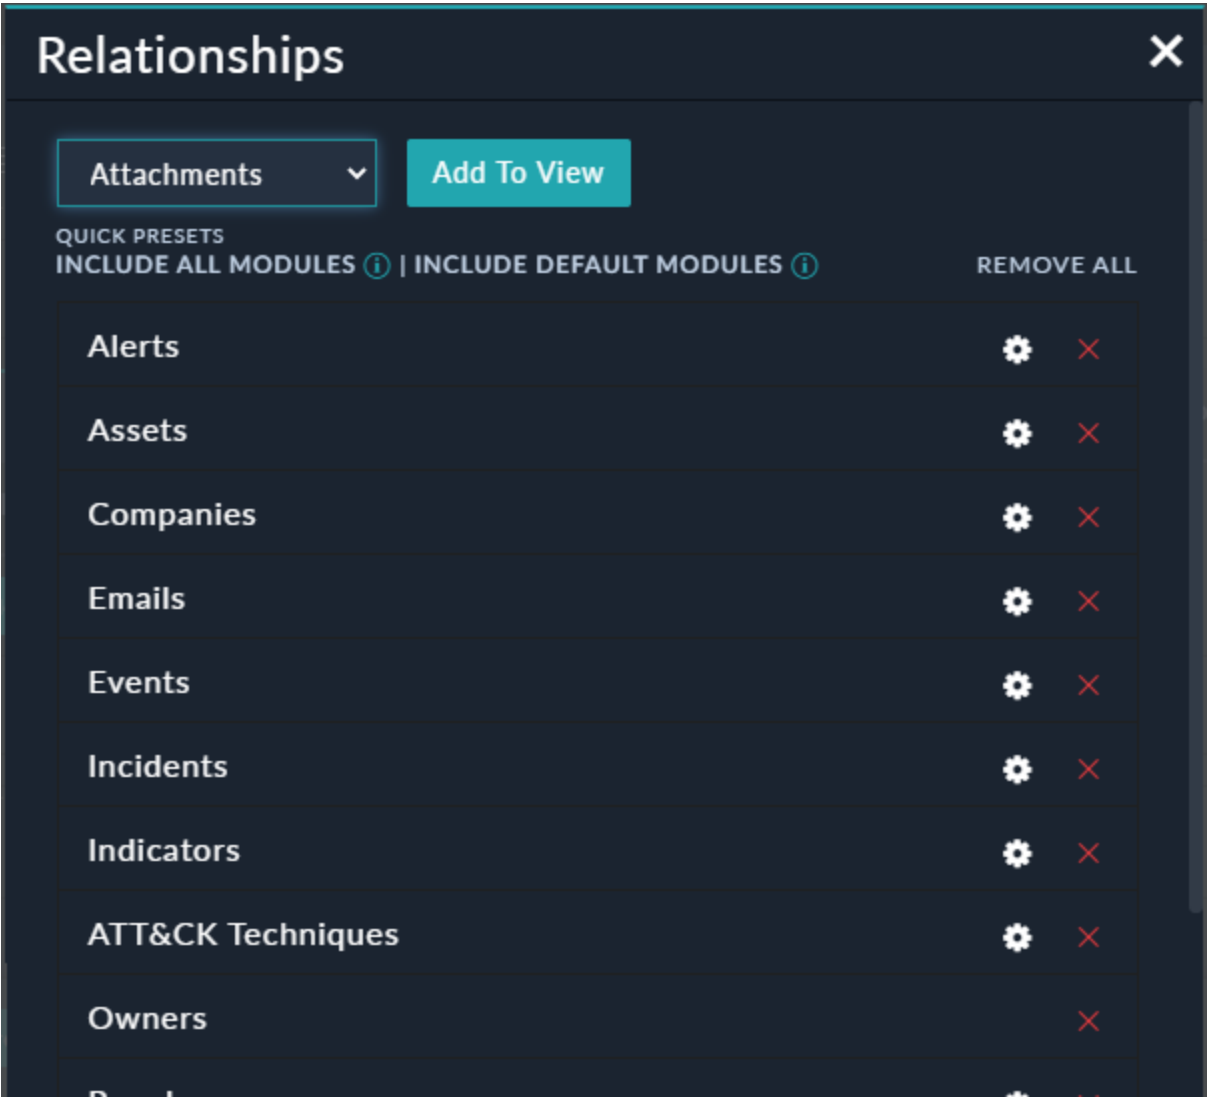 Relationships
Attachments
Add To View
QUICK PRESETS
INCLUDE ALL MODULES | INCLUDE DEFAULT MODULES
REMOVE ALL
Alerts
Assets
Companies
Emails
Events
Incidents
Indicators
ATT&CK Techniques
Owners